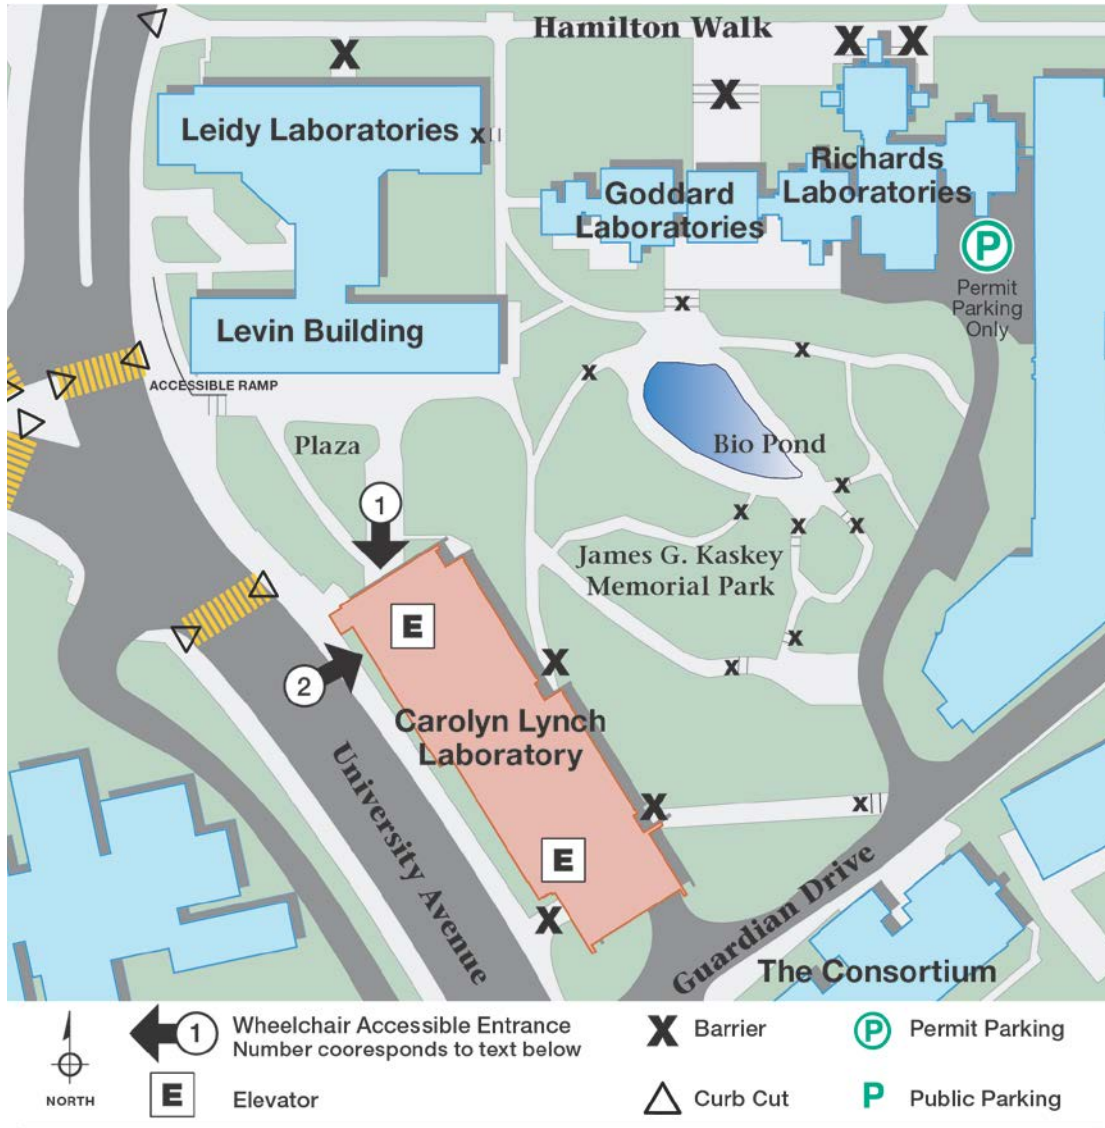 Hamilton Walk
X
X
X
X
Leidy Laboratories
X
Richards
Laboratories
Goddard
Laboratories
P
Permit
Parking
Only
X
Levin Building
X
X
ACCESSIBLE RAMP
Plaza
Bio Pond
X
1
X
X
X
James G. Kaskey
Memorial Park
E
X
X
X
2
Carolyn Lynch
Laboratory
University Avenue
X
X
E
X
Guardian Drive
The Consortium
1
Wheelchair Accessible Entrance
Number cooresponds to text below
X
Barrier
P
Permit Parking
NORTH
E
Elevator
Curb Cut
P
Public Parking